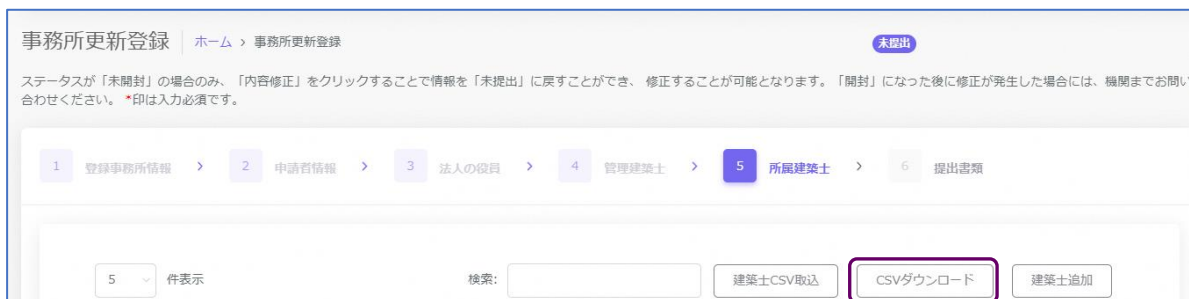 事務所更新登録 ホーム > 事務所更新登録 未提出
ステータスが「未開封」の場合のみ、「内容修正」をクリックすることで情報を「未提出」に戻すことができ、 修正することが可能となります。「開封」になった後に修正が発生した場合には、機関までお問い
合わせください。 *印は入力必須です。
1 登録事務所情報 > 2 申請者情報 > 3 法人の役員 > 4 管理建築士 > 5 所属建築士 > 6 提出書類
5 件表示 検索: 建築士CSV取込 CSVダウンロード 建築士追加